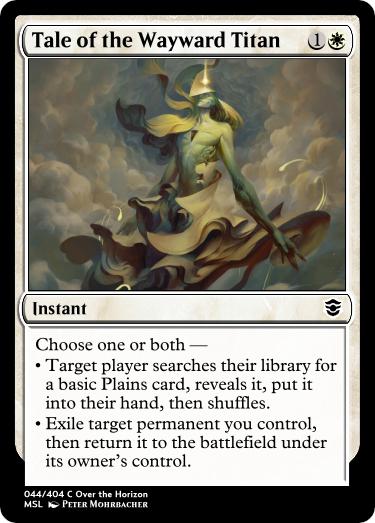 Tale of the Wayward Titan 1
Instant
Choose one or both —
• Target player searches their library for
a basic Plains card, reveals it, put it
into their hand, then shuffles.
• Exile target permanent you control,
then return it to the battlefield under
its owner's control.
044/404 C Over the Horizon
MSL Peter Mohrbacher